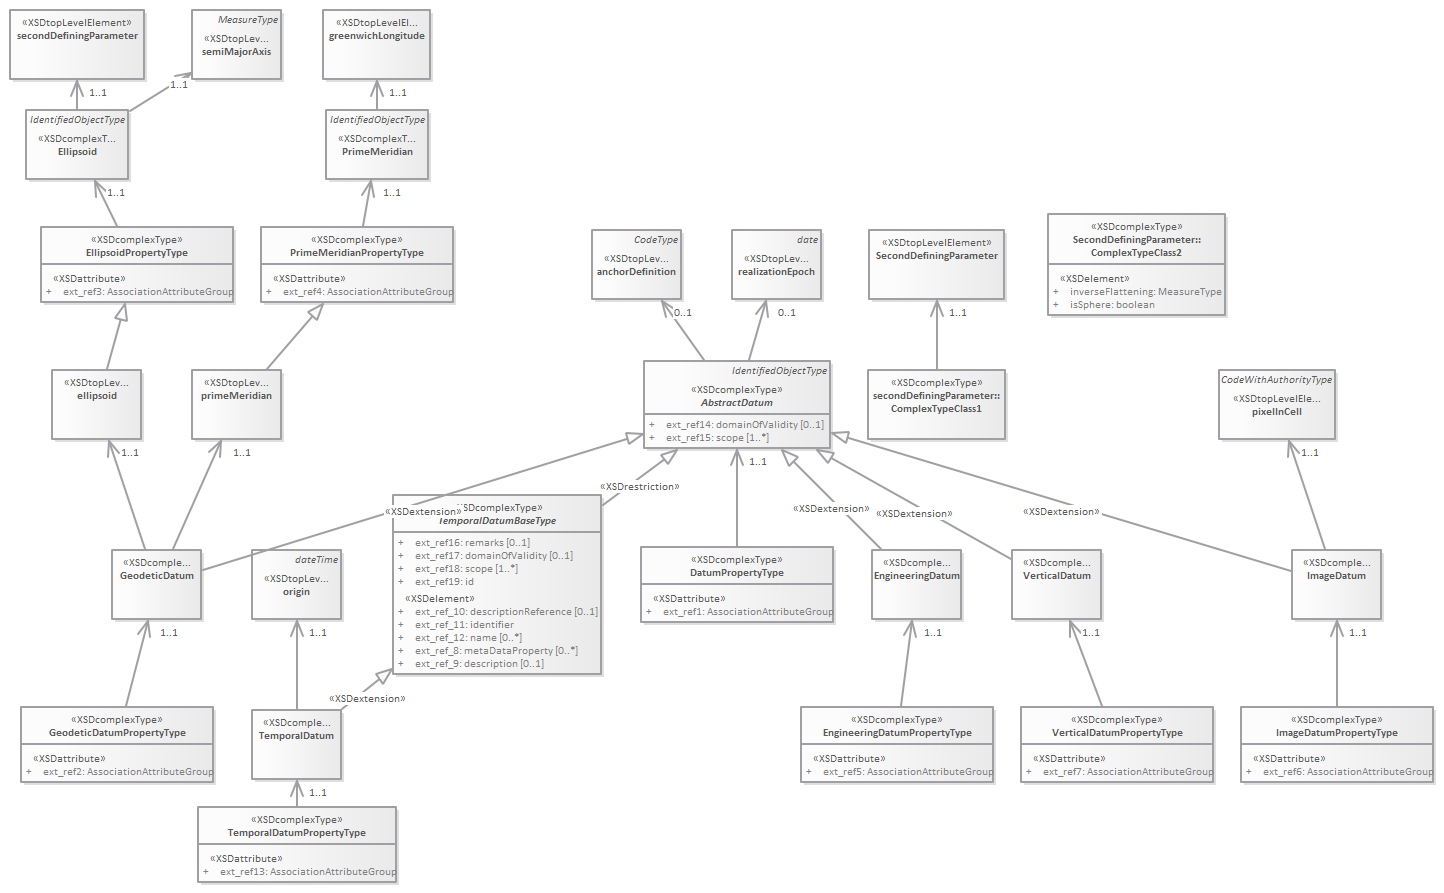 «XSDtopLevelElement»
secondDefiningParameter
MeasureType
«XSDtopLev...
semiMajorAxis
«XSDtopLevelEl...
greenwichLongitude
1..1
1..1
1..1
IdentifiedObjectType
«XSDcomplexT...
Ellipsoid
IdentifiedObjectType
«XSDcomplexT...
PrimeMeridian
1..1
1..1
«XSDcomplexType»
EllipsoidPropertyType
«XSDattribute»
+ ext_ref3: AssociationAttributeGroup
«XSDcomplexType»
PrimeMeridianPropertyType
«XSDattribute»
+ ext_ref4: AssociationAttributeGroup
CodeType
«XSDtopLev...
anchorDefinition
date
«XSDtopLev...
realizationEpoch
«XSDtopLevelElement»
SecondDefiningParameter
«XSDcomplexType»
SecondDefiningParameter::
ComplexTypeClass2
«XSDelement»
+ inverseFlattening: MeasureType
+ isSphere: boolean
0..1
0..1
1..1
«XSDtopLev...
ellipsoid
«XSDtopLev...
primeMeridian
IdentifiedObjectType
«XSDcomplexType»
AbstractDatum
+ ext_ref14: domainOfValidity [0..1]
+ ext_ref15: scope [1..*]
«XSDcomplexType»
secondDefiningParameter::
ComplexTypeClass1
CodeWithAuthorityType
«XSDtopLevelEle...
pixelInCell
1..1
1..1
1..1
1..1
«XSDrestriction»
«XSDextension»
«XSDextension»
«XSDextension»
«XSDextension»
XSDcomplexType»
TemporalDatumBaseType
+ ext_ref16: remarks [0..1]
+ ext_ref17: domainOfValidity [0..1]
+ ext_ref18: scope [1..*]
+ ext_ref19: id
«XSDelement»
+ ext_ref_10: descriptionReference [0..1]
+ ext_ref_11: identifier
+ ext_ref_12: name [0..*]
+ ext_ref_8: metaDataProperty [0..*]
+ ext_ref_9: description [0..1]
«XSDcomple...
GeodeticDatum
dateTime
«XSDtopLev...
origin
«XSDcomplexType»
DatumPropertyType
«XSDattribute»
+ ext_ref1: AssociationAttributeGroup
«XSDcomple...
EngineeringDatum
«XSDcomple...
VerticalDatum
«XSDcomple...
ImageDatum
1..1
1..1
1..1
1..1
1..1
«XSDextension»
«XSDcomplexType»
GeodeticDatumPropertyType
«XSDattribute»
+ ext_ref2: AssociationAttributeGroup
«XSDcomple...
TemporalDatum
«XSDcomplexType»
EngineeringDatumPropertyType
«XSDattribute»
+ ext_ref5: AssociationAttributeGroup
«XSDcomplexType»
VerticalDatumPropertyType
«XSDattribute»
+ ext_ref7: AssociationAttributeGroup
«XSDcomplexType»
ImageDatumPropertyType
«XSDattribute»
+ ext_ref6: AssociationAttributeGroup
1..1
«XSDcomplexType»
TemporalDatumPropertyType
«XSDattribute»
+ ext_ref13: AssociationAttributeGroup